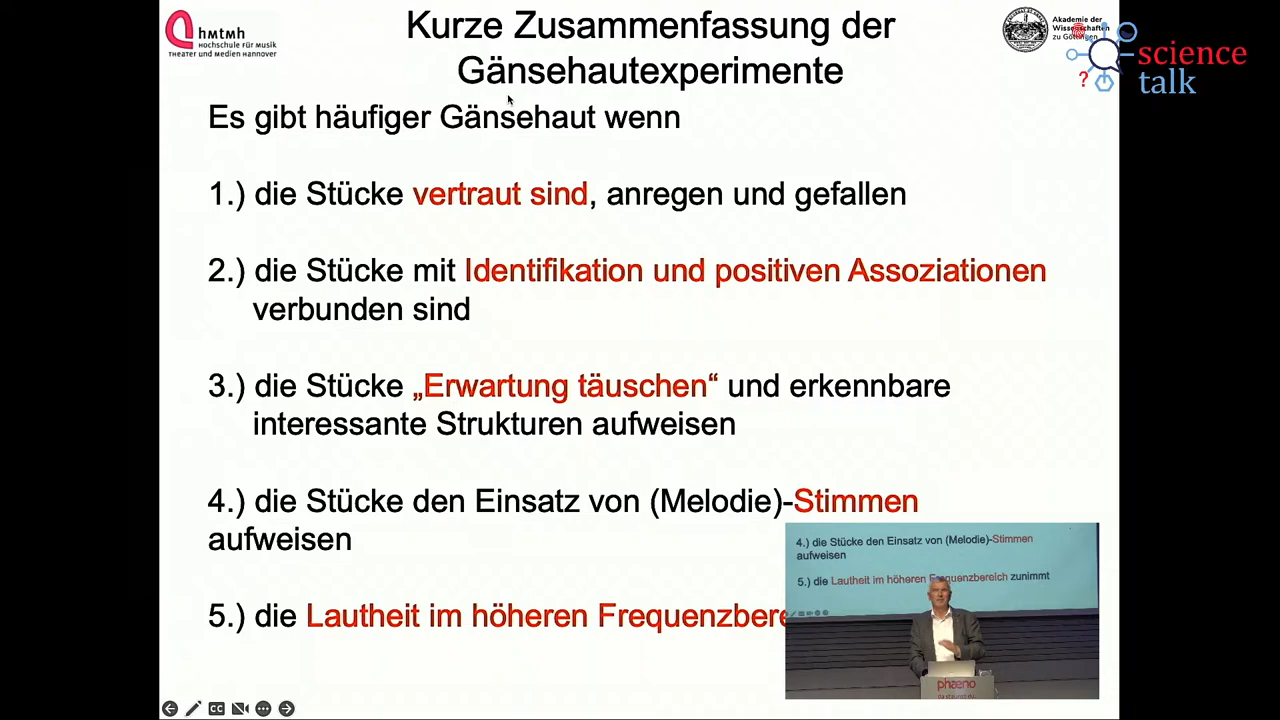 hmtmh
Hochschule für Musik
Theater und Medien Hannover
Kurze Zusammenfassung der
Gänsehautexperimente
Akademie der
Wissenschaften
zu Göttingen
science
talk
?
Es gibt häufiger Gänsehaut wenn
1.) die Stücke vertraut sind, anregen und gefallen
2.) die Stücke mit Identifikation und positiven Assoziationen
verbunden sind
3.) die Stücke „Erwartung täuschen“ und erkennbare
interessante Strukturen aufweisen
4.) die Stücke den Einsatz von (Melodie)-Stimmen
aufweisen
5.) die Lautheit im höheren Frequenzbere
4.) die Stücke den Einsatz von (Melodie)-Stimmen
aufweisen
5.) die Lautheit im höheren Frequenzbereich zunimmt
phaeno
CC